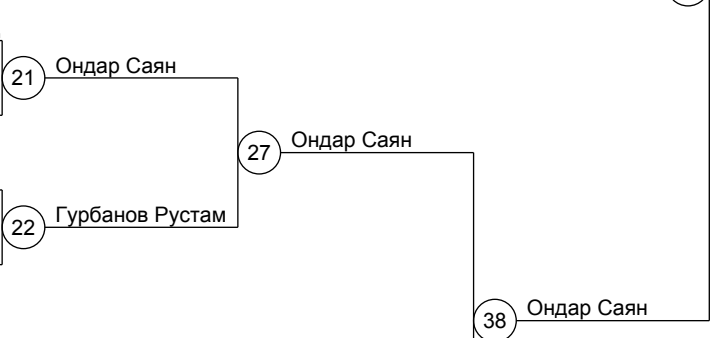 21 Ондар Саян
27 Ондар Саян
22 Гурбанов Рустам
38 Ондар Саян